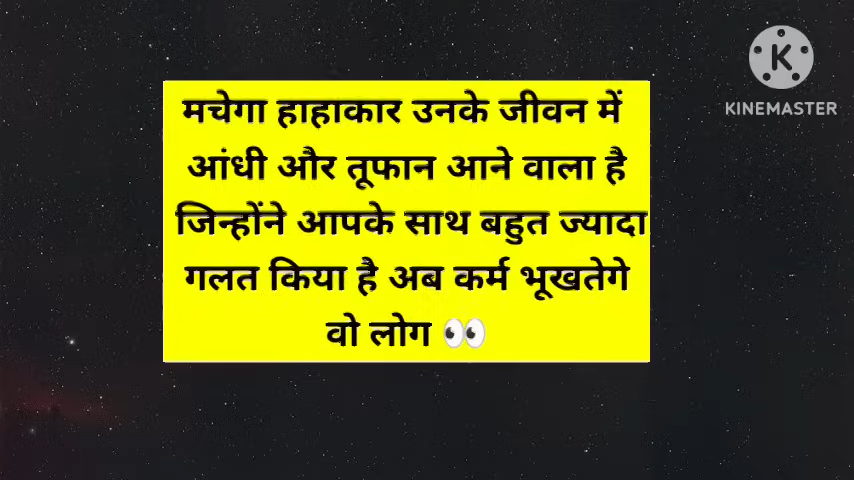 मचेगा हाहाकार उनके जीवन में
आंधी और तूफान आने वाला है
जिन्होंने आपके साथ बहुत ज्यादा
गलत किया है अब कर्म भूखतेगे
वो लोग 👀
K
KINEMASTER